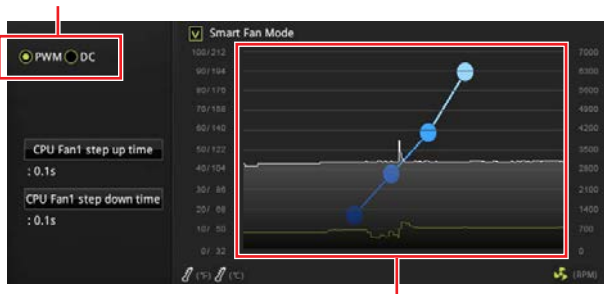 Smart Fan Mode
PWM DC
100/212 7000
90/194 6300
80/176 5600
70/158 4900
60/140 4200
50/122 3500
40/104 2800
30/ 86 2100
20/ 68 1400
10/ 50 700
0/ 32 0
CPU Fan1 step up time
: 0.1s
CPU Fan1 step down time
: 0.1s
(°F) (°C) (RPM)